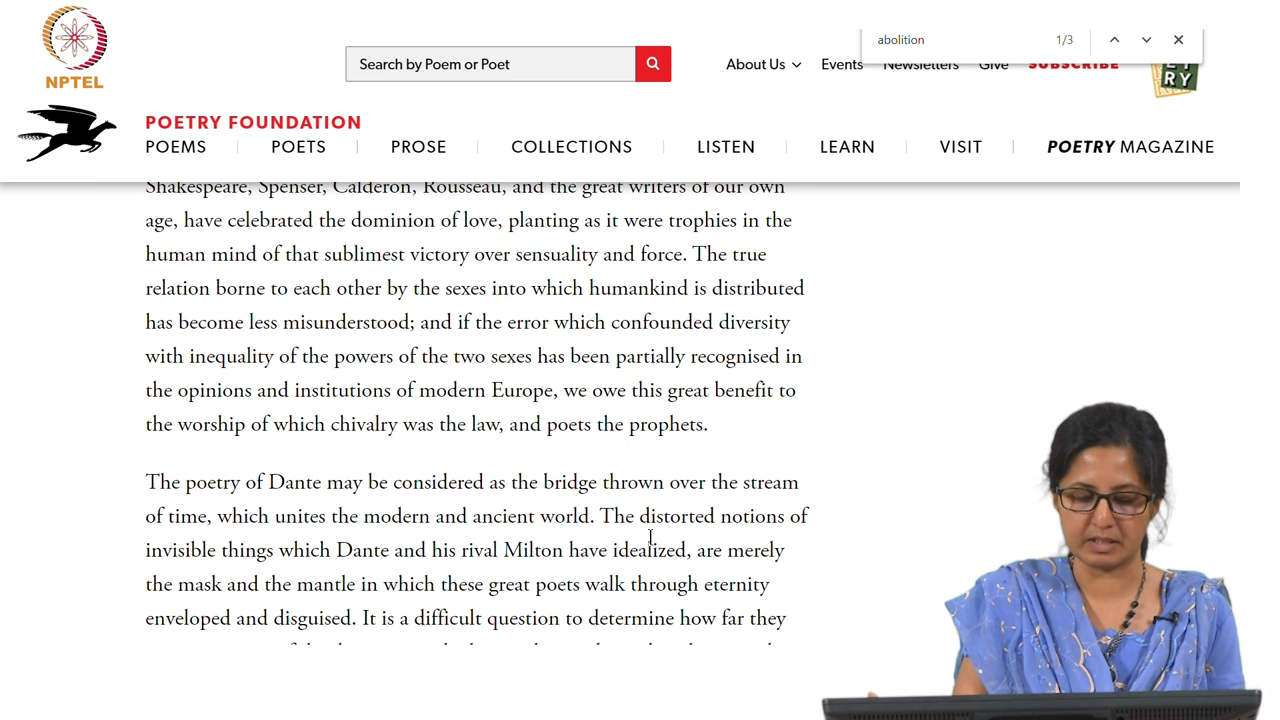 NPTEL
abolition 1/3
Search by Poem or Poet
About Us Events Newsletters Give SUBSCRIBE
RY
POETRY FOUNDATION
POEMS POETS PROSE COLLECTIONS LISTEN LEARN VISIT POETRY MAGAZINE
Shakespeare, Spenser, Calderon, Rousseau, and the great writers of our own
age, have celebrated the dominion of love, planting as it were trophies in the
human mind of that sublimest victory over sensuality and force. The true
relation borne to each other by the sexes into which humankind is distributed
has become less misunderstood; and if the error which confounded diversity
with inequality of the powers of the two sexes has been partially recognised in
the opinions and institutions of modern Europe, we owe this great benefit to
the worship of which chivalry was the law, and poets the prophets.
The poetry of Dante may be considered as the bridge thrown over the stream
of time, which unites the modern and ancient world. The distorted notions of
invisible things which Dante and his rival Milton have idealized, are merely
the mask and the mantle in which these great poets walk through eternity
enveloped and disguised. It is a difficult question to determine how far they